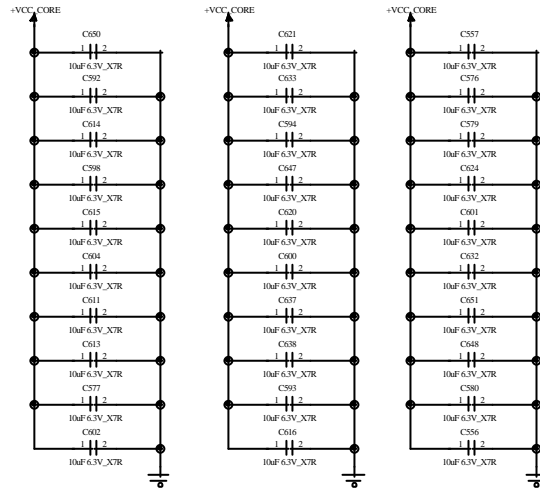 +VCC_CORE
C650
1 2
10uF 6.3V_X7R
C592
1 2
10uF 6.3V_X7R
C614
1 2
10uF 6.3V_X7R
C598
1 2
10uF 6.3V_X7R
C615
1 2
10uF 6.3V_X7R
C604
1 2
10uF 6.3V_X7R
C611
1 2
10uF 6.3V_X7R
C613
1 2
10uF 6.3V_X7R
C577
1 2
10uF 6.3V_X7R
C602
1 2
10uF 6.3V_X7R
+VCC_CORE
C621
1 2
10uF 6.3V_X7R
C633
1 2
10uF 6.3V_X7R
C594
1 2
10uF 6.3V_X7R
C647
1 2
10uF 6.3V_X7R
C620
1 2
10uF 6.3V_X7R
C600
1 2
10uF 6.3V_X7R
C637
1 2
10uF 6.3V_X7R
C638
1 2
10uF 6.3V_X7R
C593
1 2
10uF 6.3V_X7R
C616
1 2
10uF 6.3V_X7R
+VCC_CORE
C557
1 2
10uF 6.3V_X7R
C576
1 2
10uF 6.3V_X7R
C579
1 2
10uF 6.3V_X7R
C624
1 2
10uF 6.3V_X7R
C601
1 2
10uF 6.3V_X7R
C632
1 2
10uF 6.3V_X7R
C651
1 2
10uF 6.3V_X7R
C648
1 2
10uF 6.3V_X7R
C580
1 2
10uF 6.3V_X7R
C556
1 2
10uF 6.3V_X7R